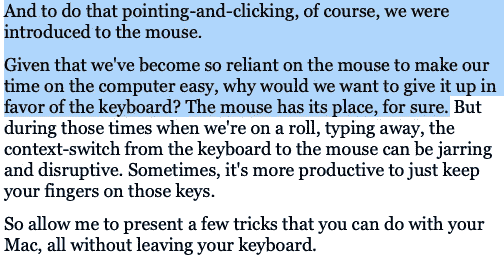 And to do that pointing-and-clicking, of course, we were
introduced to the mouse.
Given that we've become so reliant on the mouse to make our
time on the computer easy, why would we want to give it up in
favor of the keyboard? The mouse has its place, for sure. But
during those times when we're on a roll, typing away, the
context-switch from the keyboard to the mouse can be jarring
and disruptive. Sometimes, it's more productive to just keep
your fingers on those keys.
So allow me to present a few tricks that you can do with your
Mac, all without leaving your keyboard.